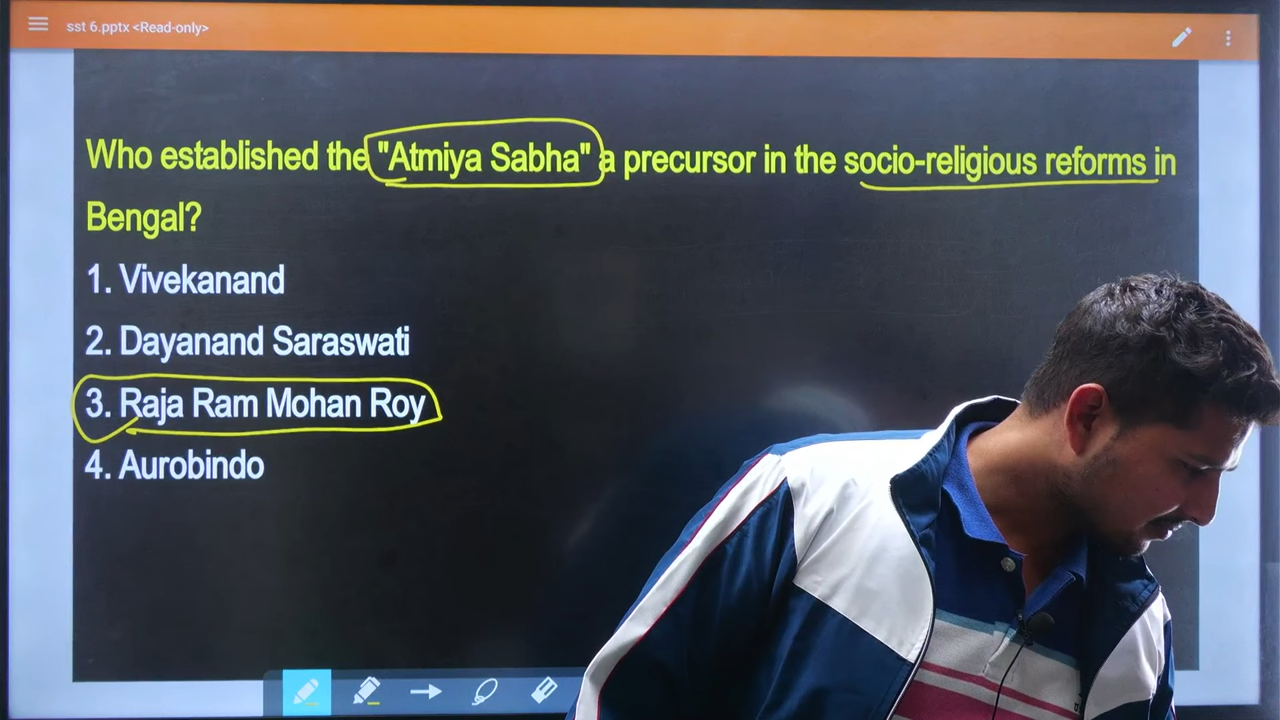 sst 6.pptx <Read-only>
Who established the "Atmiya Sabha" a precursor in the socio-religious reforms in
Bengal?
1. Vivekanand
2. Dayanand Saraswati
3. Raja Ram Mohan Roy
4. Aurobindo